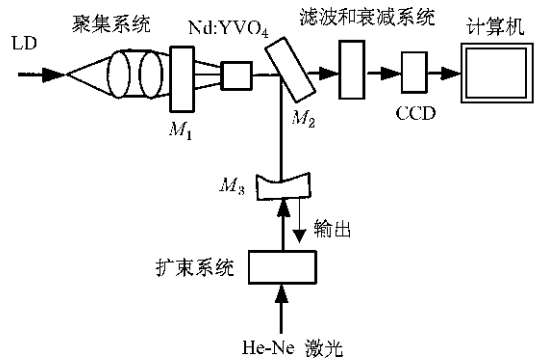 LD
聚集系统
Nd:YVO4
滤波和衰减系统
计算机
M1
M2
CCD
M3
输出
扩束系统
He-Ne 激光